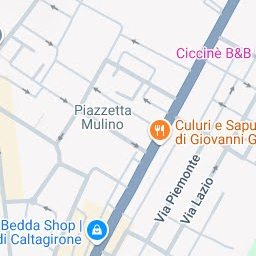 Ciccinè B&B
Piazzetta
Mulino
Culuri e Sapu
di Giovanni G
Via Piemonte
Via Lazio
Bedda Shop |
di Caltagirone